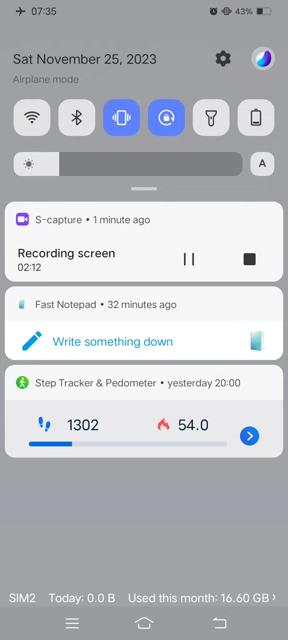 07:35
43%
Sat November 25, 2023
Airplane mode
A
S-capture • 1 minute ago
Recording screen
02:12
Fast Notepad • 32 minutes ago
Write something down
Step Tracker & Pedometer • yesterday 20:00
1302 54.0
SIM2 Today: 0.0 B Used this month: 16.60 GB